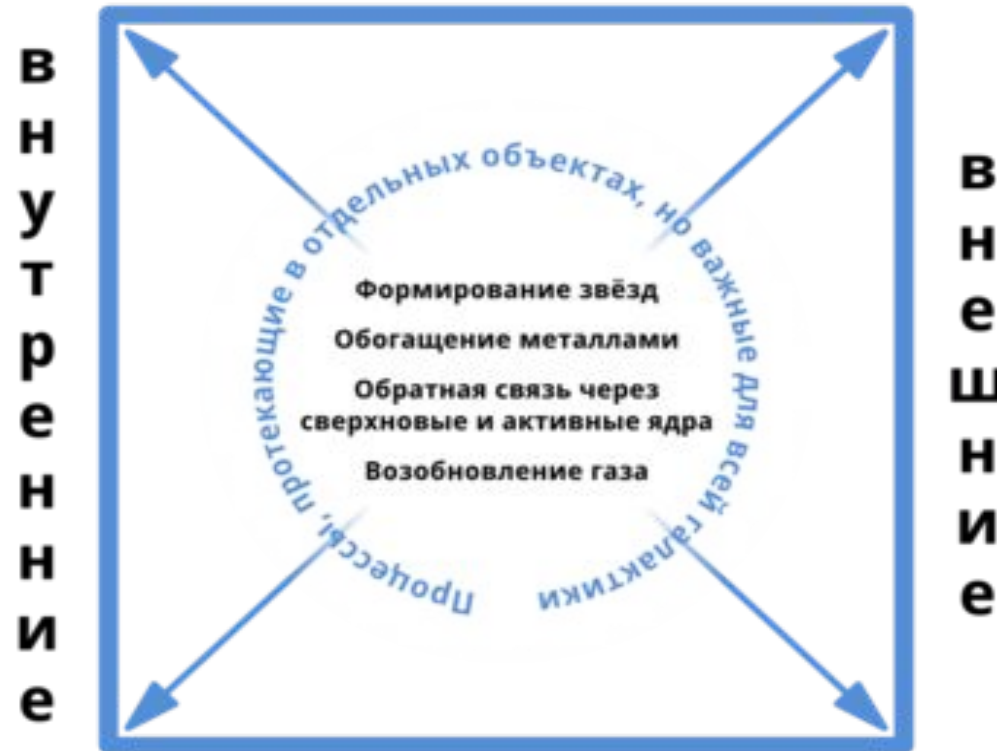 внутренние
Процессы, протекающие в отдельных объектах, но важные для всей галактики
Формирование звёзд
Обогащение металлами
Обратная связь через
сверхновые и активные ядра
Возобновление газа
внешние